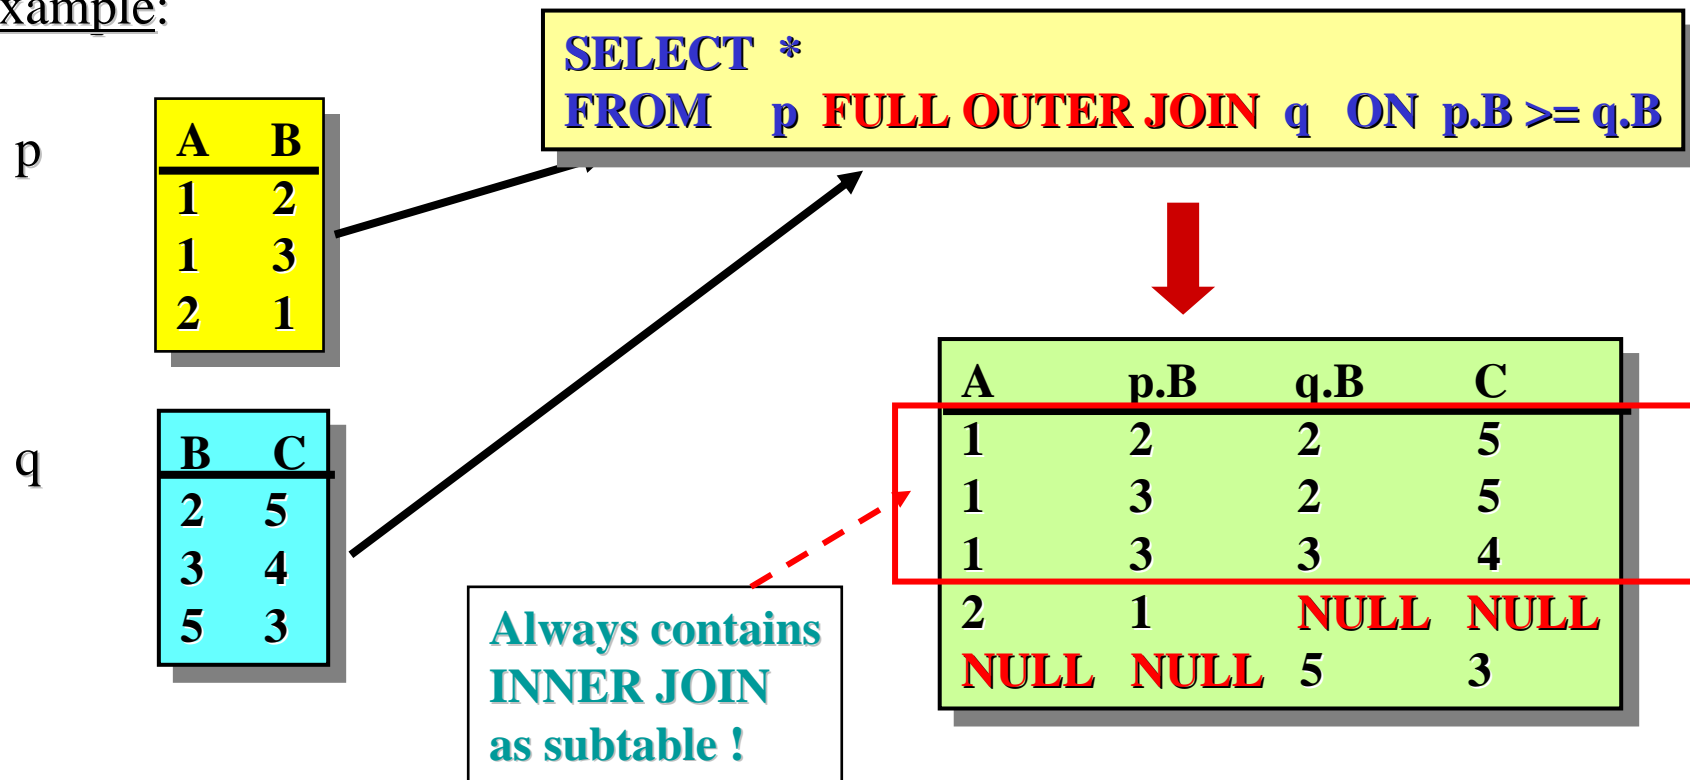 xample:
SELECT *
FROM p FULL OUTER JOIN q ON p.B >= q.B
p
A B
1 2
1 3
2 1
q
B C
2 5
3 4
5 3
A p.B q.B C
1 2 2 5
1 3 2 5
1 3 3 4
2 1 NULL NULL
NULL NULL 5 3
Always contains
INNER JOIN
as subtable !